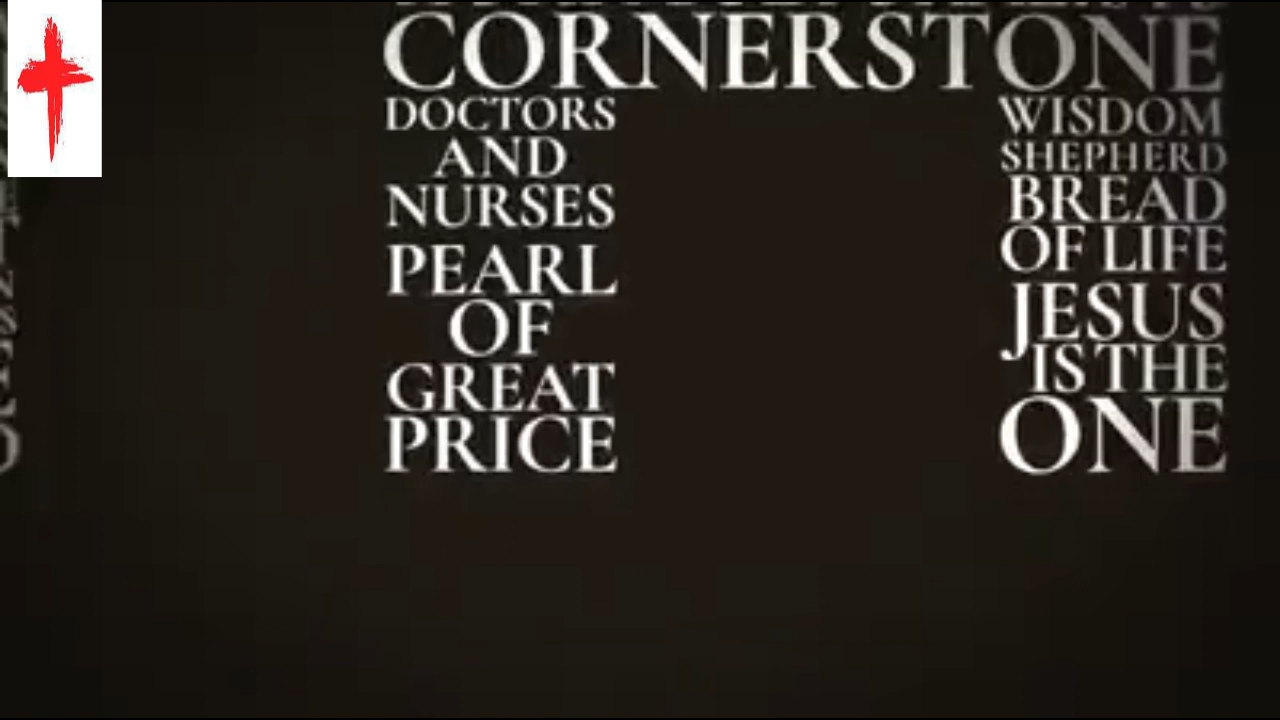 CORNERSTONE
DOCTORS
AND
NURSES
PEARL
OF
GREAT
PRICE
WISDOM
SHEPHERD
BREAD
OF LIFE
JESUS
IS THE
ONE